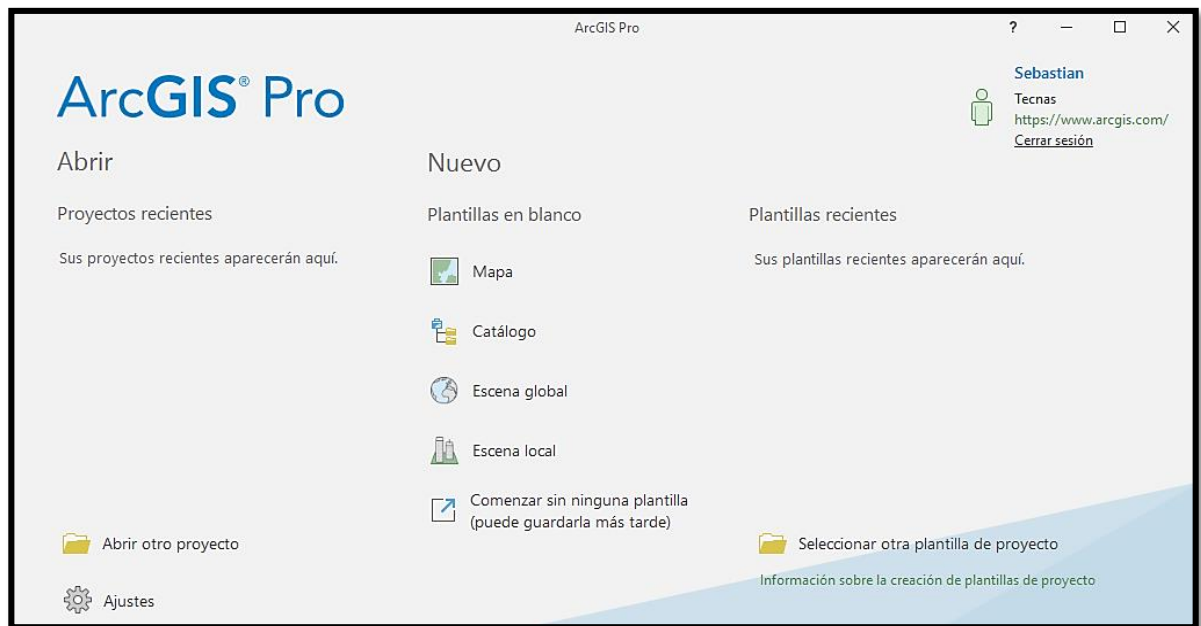 ArcGIS Pro
?
ArcGIS® Pro
Sebastian
Tecnas
https://www.arcgis.com/
Cerrar sesión
Abrir
Proyectos recientes
Sus proyectos recientes aparecerán aquí.
Abrir otro proyecto
Ajustes
Nuevo
Plantillas en blanco
Mapa
Catálogo
Escena global
Escena local
Comenzar sin ninguna plantilla
(puede guardarla más tarde)
Plantillas recientes
Sus plantillas recientes aparecerán aquí.
Seleccionar otra plantilla de proyecto
Información sobre la creación de plantillas de proyecto